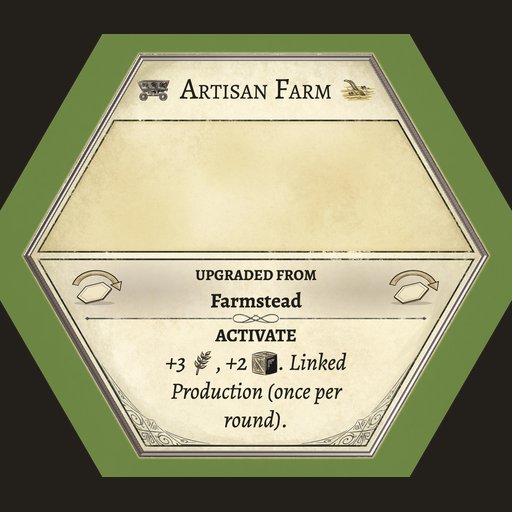 Artisan Farm
UPGRADED FROM
Farmstead
ACTIVATE
+3 , +2 . Linked
Production (once per
round).